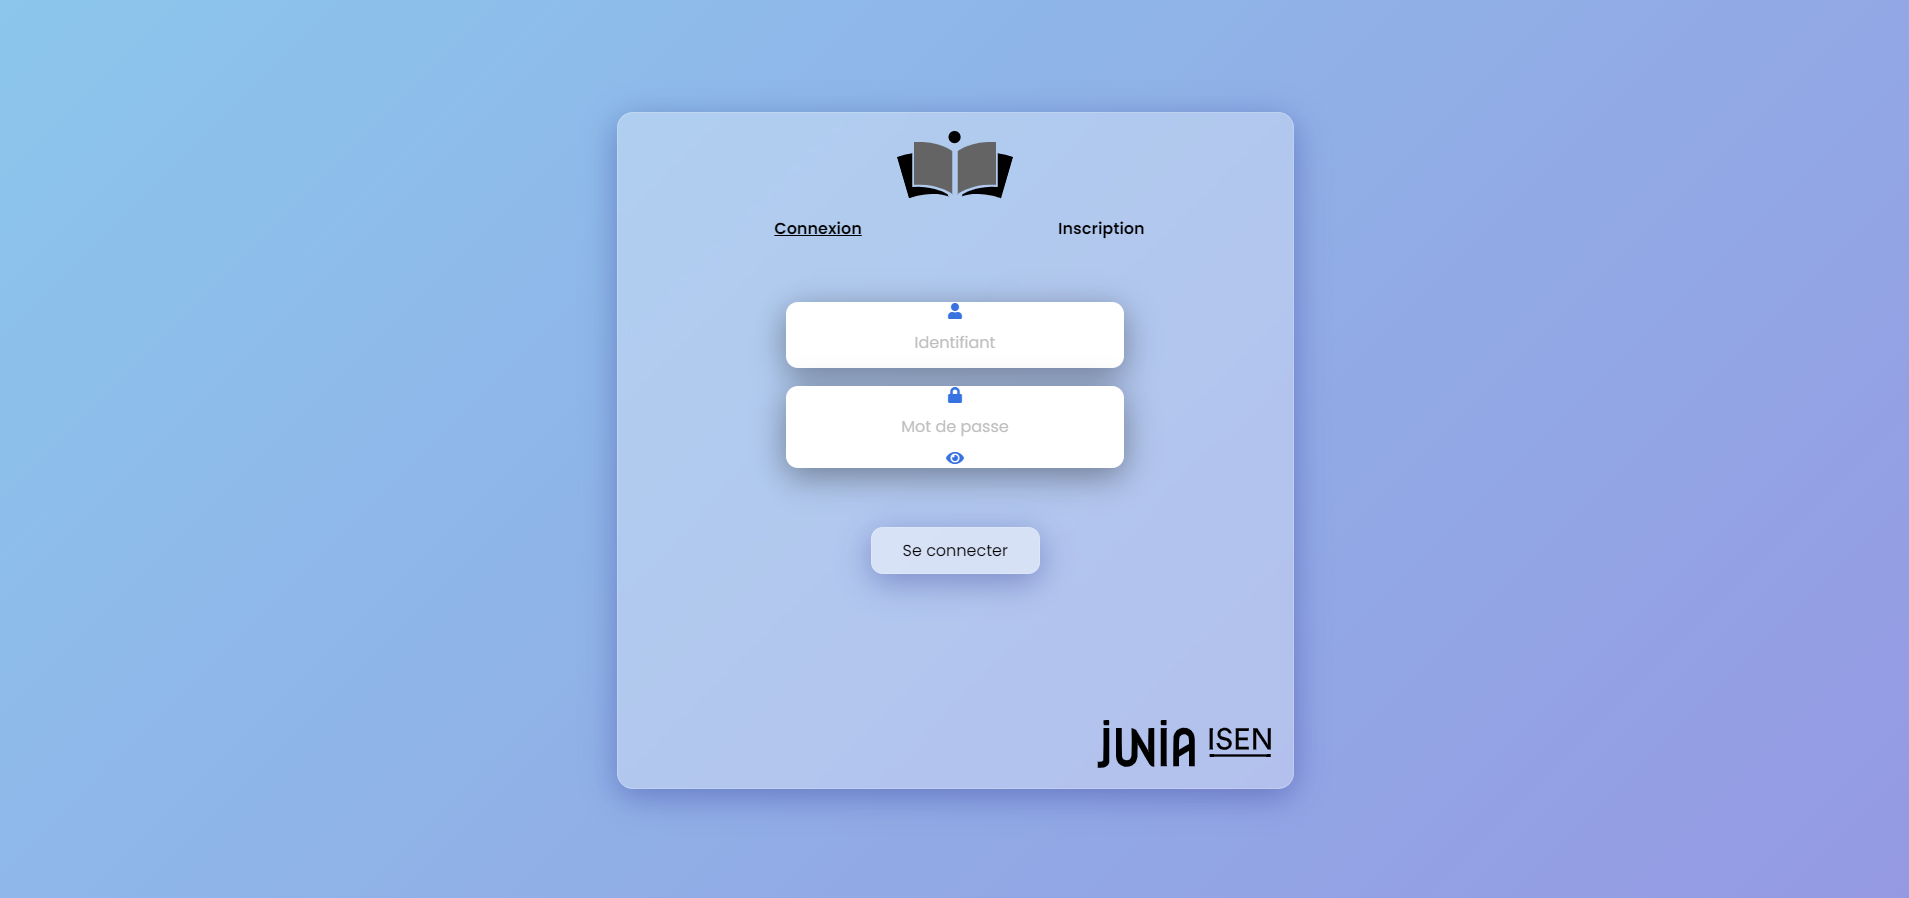 Connexion
Inscription
Identifiant
Mot de passe
Se connecter
JUNIA ISEN